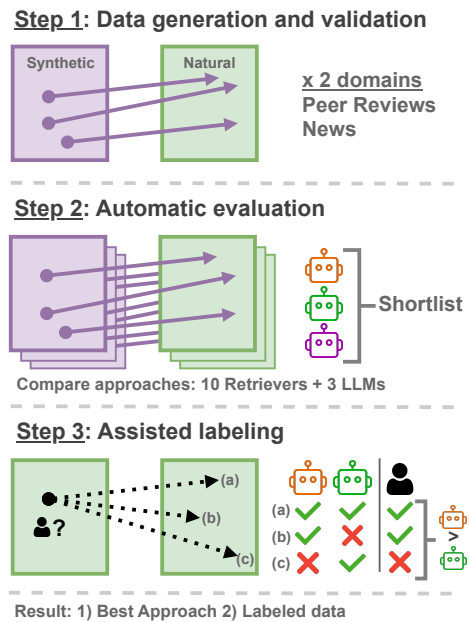 Step 1: Data generation and validation
Synthetic
Natural
x 2 domains
Peer Reviews
News
Step 2: Automatic evaluation
Shortlist
Compare approaches: 10 Retrievers + 3 LLMs
Step 3: Assisted labeling
(a)
(b)
(c)
?
(a)
(b)
(c)
>
Result: 1) Best Approach 2) Labeled data